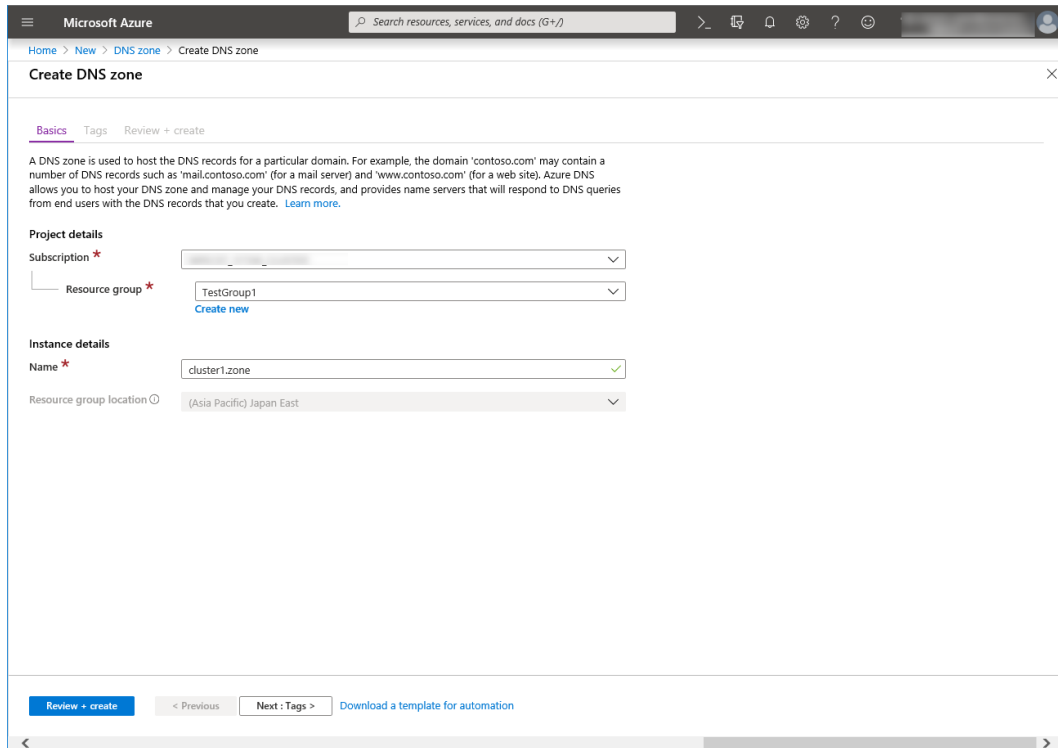 Microsoft Azure
Search resources, services, and docs (G+/)
Home > New > DNS zone > Create DNS zone
Create DNS zone
Basics Tags Review + create
A DNS zone is used to host the DNS records for a particular domain. For example, the domain 'contoso.com' may contain a
number of DNS records such as 'mail.contoso.com' (for a mail server) and 'www.contoso.com' (for a web site). Azure DNS
allows you to host your DNS zone and manage your DNS records, and provides name servers that will respond to DNS queries
from end users with the DNS records that you create. Learn more.
Project details
Subscription *
Resource group *
TestGroup1
Create new
Instance details
Name *
cluster1.zone
Resource group location
(Asia Pacific) Japan East
Review + create
< Previous
Next : Tags >
Download a template for automation